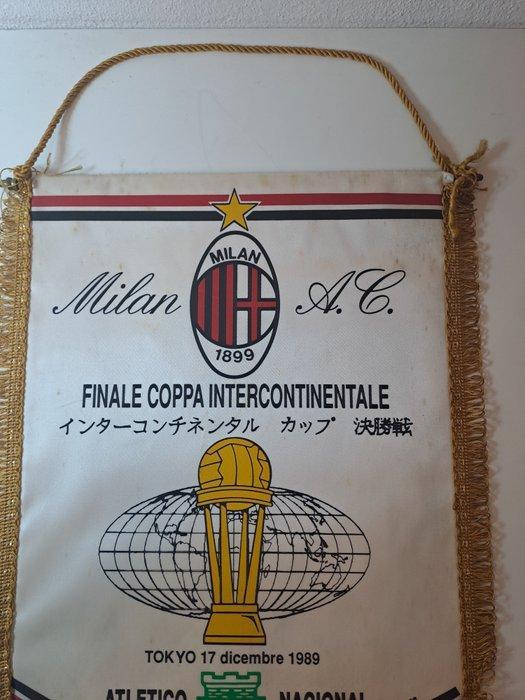 MILAN
Milan A.C.
1899
FINALE COPPA INTERCONTINENTALE
インターコンチネンタル カップ 決勝戦
TOKYO 17 dicembre 1989
ATLETICO NACIONAL